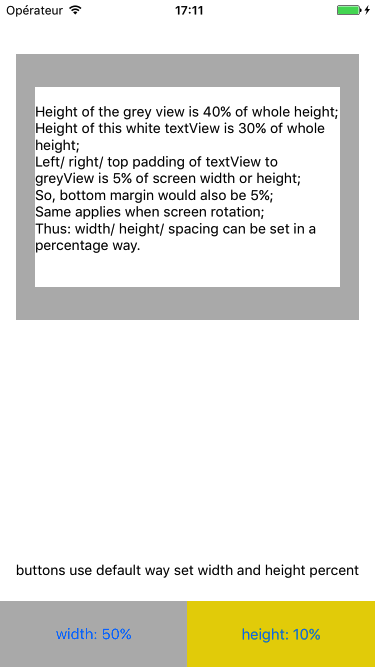 Opérateur 17:11
Height of the grey view is 40% of whole height;
Height of this white textView is 30% of whole
height;
Left/ right/ top padding of textView to
greyView is 5% of screen width or height;
So, bottom margin would also be 5%;
Same applies when screen rotation;
Thus: width/ height/ spacing can be set in a
percentage way.
buttons use default way set width and height percent
width: 50% height: 10%